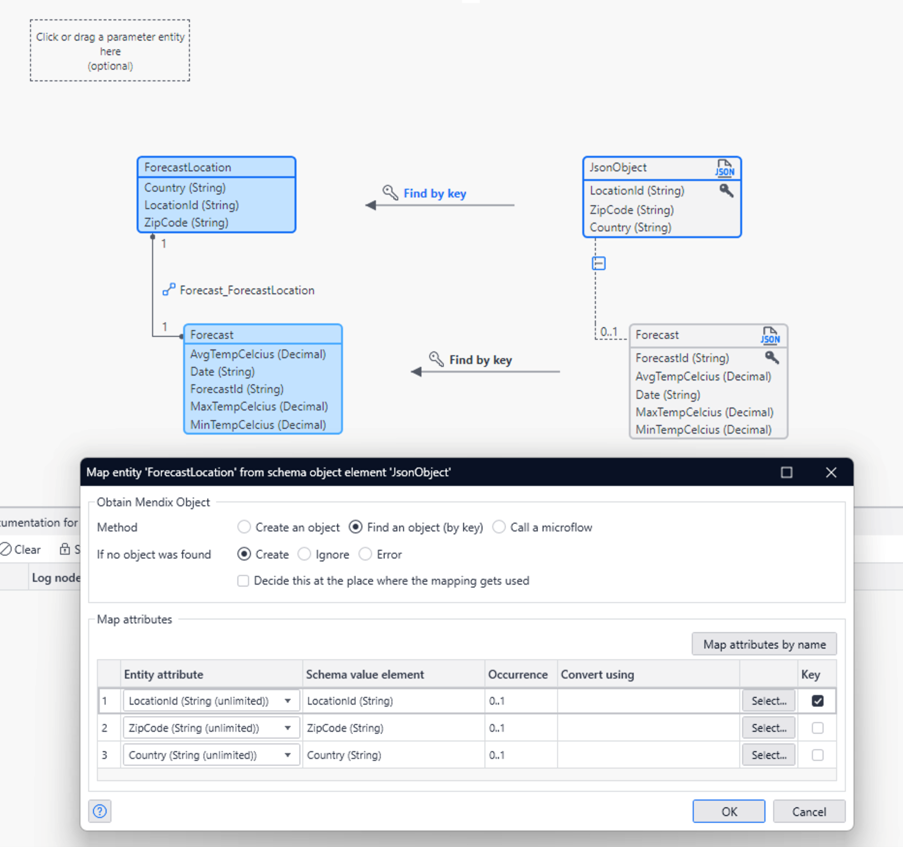 Click or drag a parameter entity
here
(optional)
ForecastLocation
Country (String)
LocationId (String)
ZipCode (String)
Find by key
JsonObject
JSON
LocationId (String)
ZipCode (String)
Country (String)
1
Forecast_ForecastLocation
1
Forecast
AvgTempCelcius (Decimal)
Date (String)
ForecastId (String)
MaxTempCelcius (Decimal)
MinTempCelcius (Decimal)
Find by key
0..1
Forecast
JSON
ForecastId (String)
AvgTempCelcius (Decimal)
Date (String)
MaxTempCelcius (Decimal)
MinTempCelcius (Decimal)
Map entity 'ForecastLocation' from schema object element 'JsonObject'
Obtain Mendix Object
Method Create an object Find an object (by key) Call a microflow
If no object was found Create Ignore Error
Decide this at the place where the mapping gets used
umentation for
Clear S
Log node
Map attributes
Map attributes by name
Entity attribute Schema value element Occurrence Convert using Key
1 LocationId (String (unlimited)) LocationId (String) 0..1 Select...
2 ZipCode (String (unlimited)) ZipCode (String) 0..1 Select...
3 Country (String (unlimited)) Country (String) 0..1 Select...
? OK Cancel